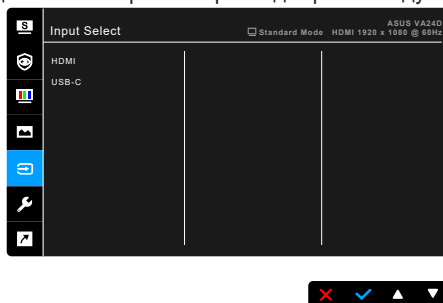 S
Input Select
ASUS VA24D
Standard Mode HDMI 1920 x 1080 @ 60Hz
HDMI
USB-C